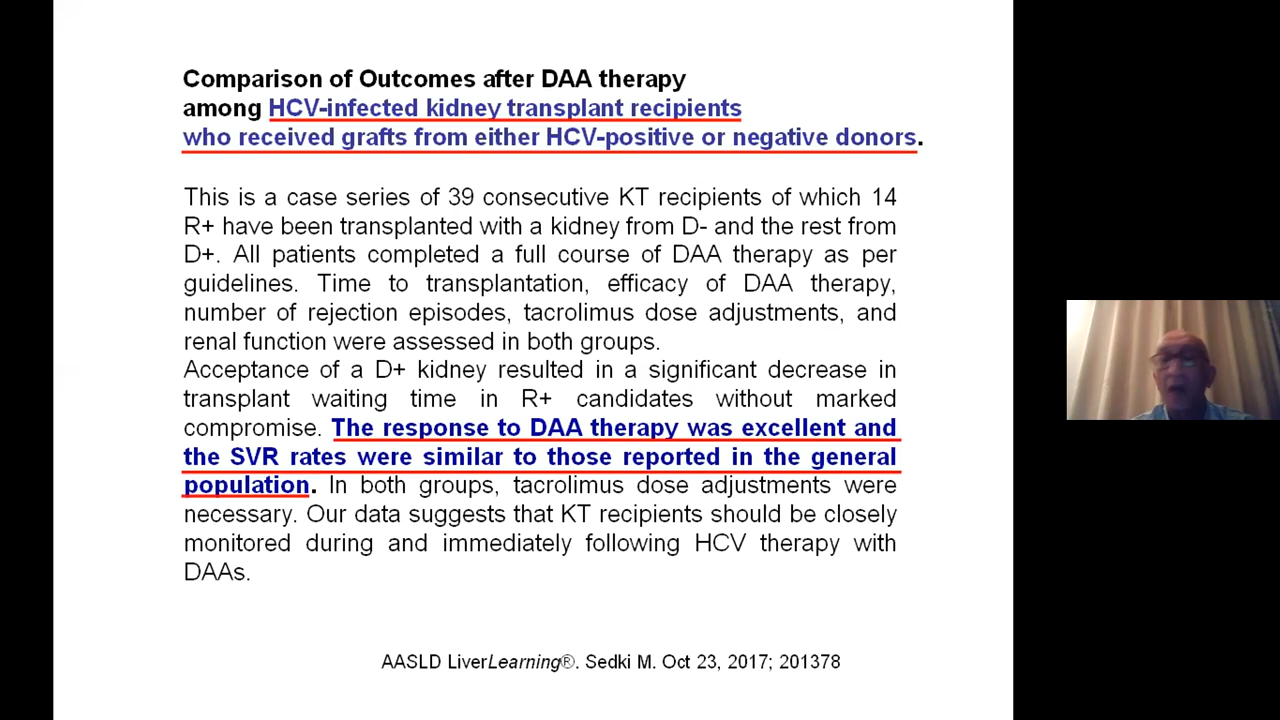 Comparison of Outcomes after DAA therapy
among HCV-infected kidney transplant recipients
who received grafts from either HCV-positive or negative donors.
This is a case series of 39 consecutive KT recipients of which 14
R+ have been transplanted with a kidney from D- and the rest from
D+. All patients completed a full course of DAA therapy as per
guidelines. Time to transplantation, efficacy of DAA therapy,
number of rejection episodes, tacrolimus dose adjustments, and
renal function were assessed in both groups.
Acceptance of a D+ kidney resulted in a significant decrease in
transplant waiting time in R+ candidates without marked
compromise. The response to DAA therapy was excellent and
the SVR rates were similar to those reported in the general
population. In both groups, tacrolimus dose adjustments were
necessary. Our data suggests that KT recipients should be closely
monitored during and immediately following HCV therapy with
DAAs.
AASLD LiverLearning®. Sedki M. Oct 23, 2017; 201378